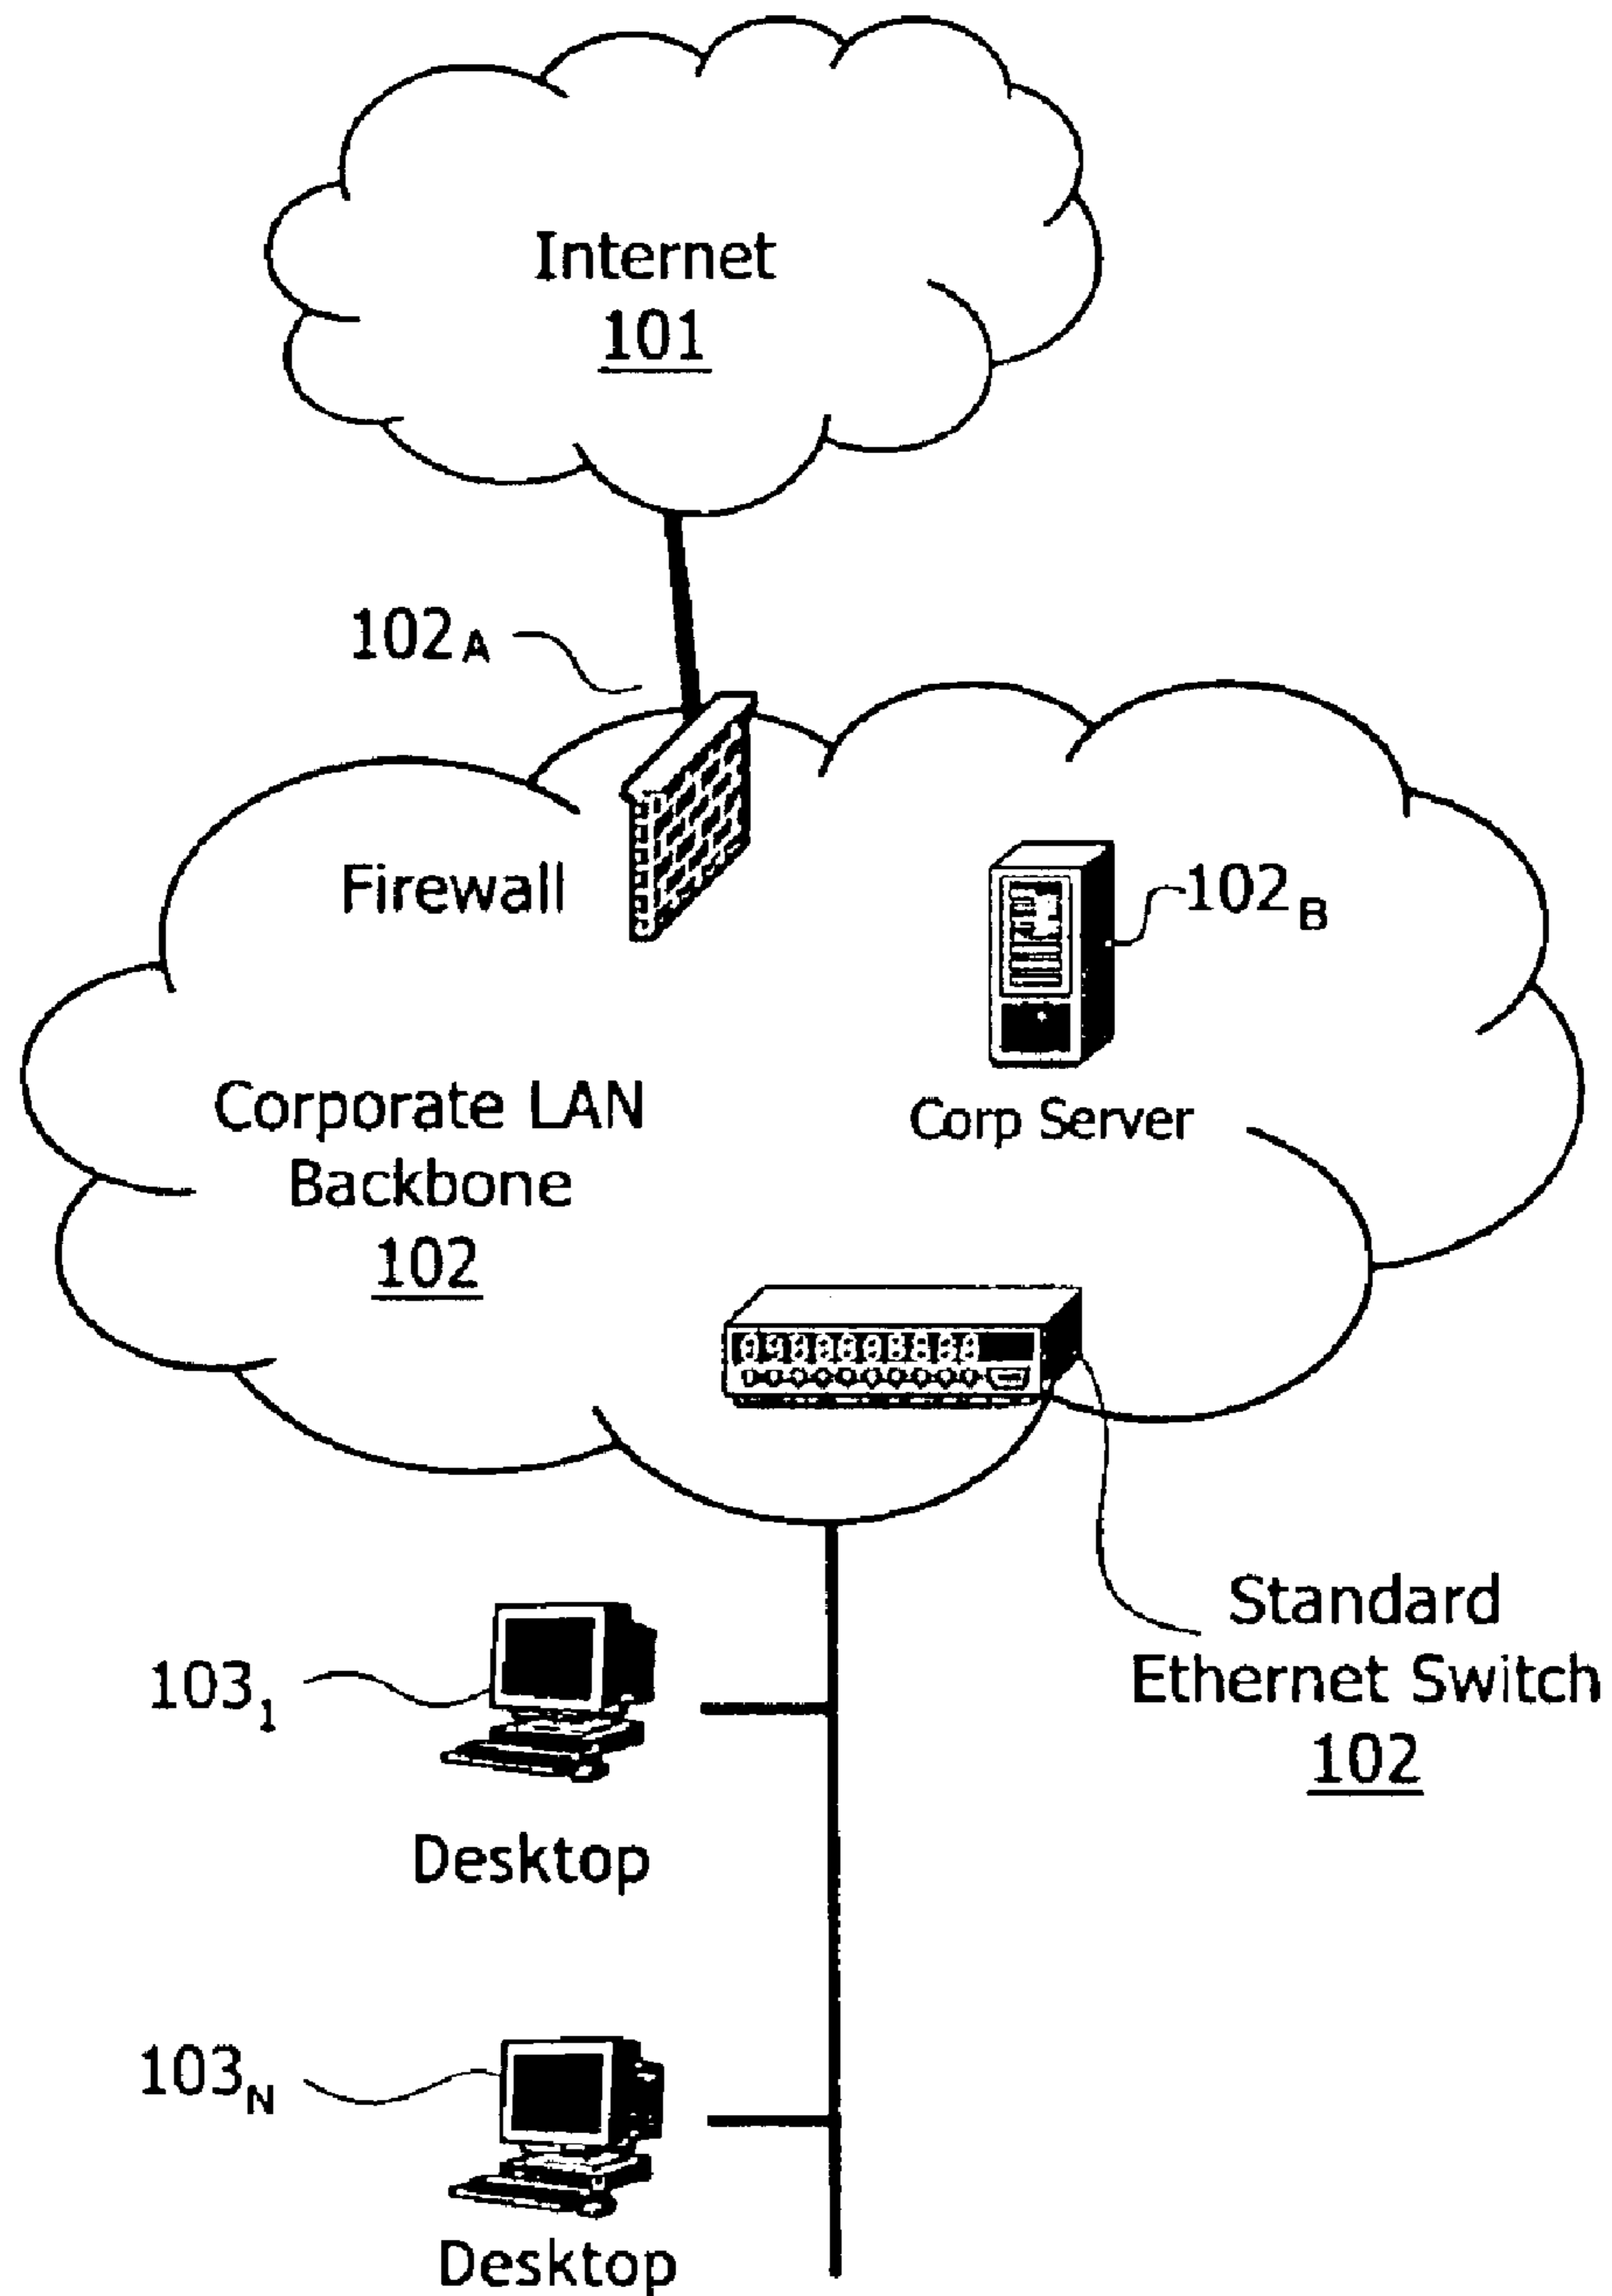 Internet
101
102A
Firewall
102B
Corp Server
Corporate LAN
Backbone
102
Standard
Ethernet Switch
102
1031
Desktop
103N
Desktop